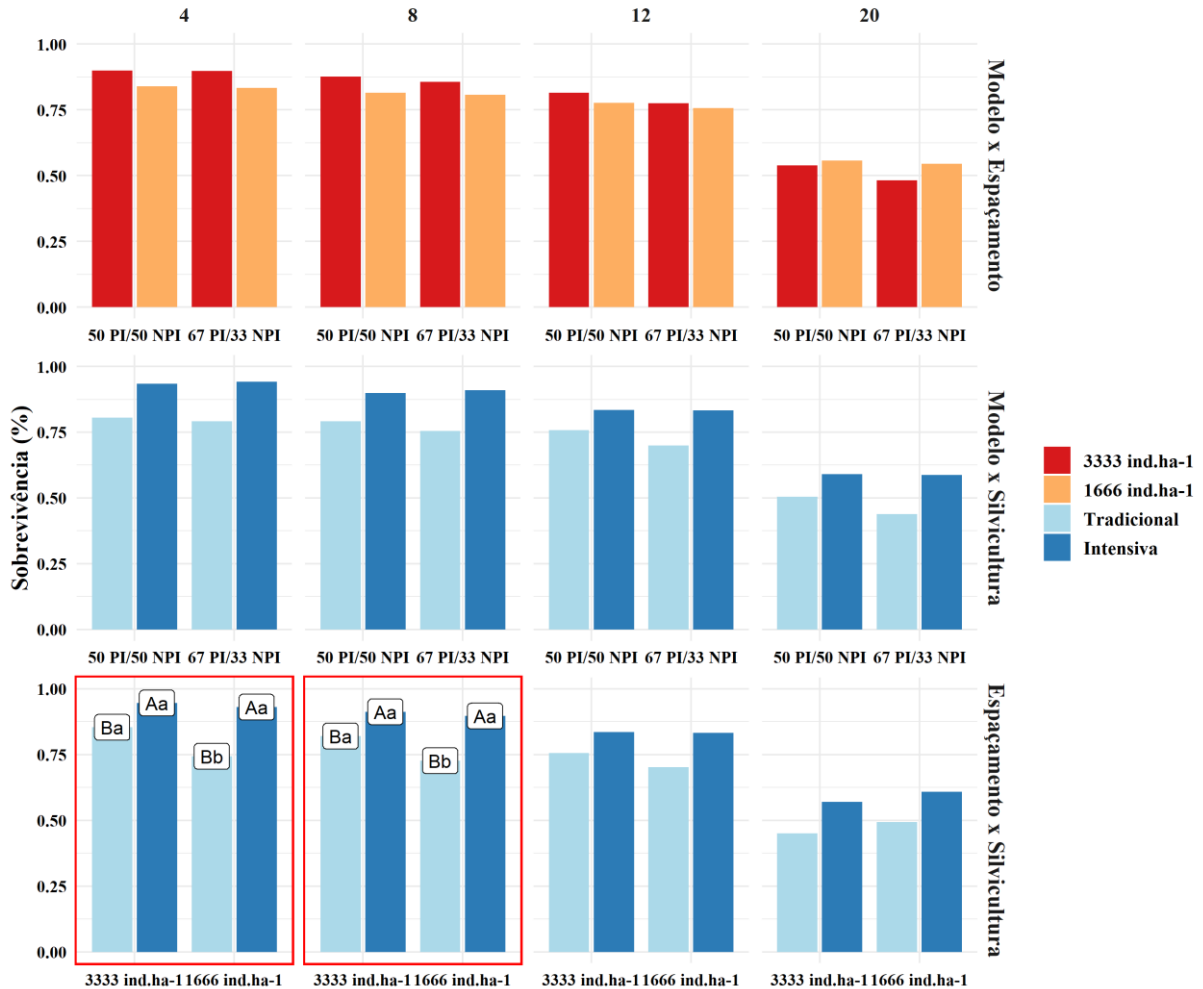 4 8 12 20
1.00
0.75
0.50
0.25
0.00
Modelo x Espaçamento
50 PI/50 NPI 67 PI/33 NPI 50 PI/50 NPI 67 PI/33 NPI 50 PI/50 NPI 67 PI/33 NPI 50 PI/50 NPI 67 PI/33 NPI
Sobrevivência (%)
1.00
0.75
0.50
0.25
0.00
Modelo x Silvicultura
50 PI/50 NPI 67 PI/33 NPI 50 PI/50 NPI 67 PI/33 NPI 50 PI/50 NPI 67 PI/33 NPI 50 PI/50 NPI 67 PI/33 NPI
1.00
0.75
0.50
0.25
0.00
Ba Aa Bb Aa
Ba Aa Bb Aa
Espaçamento x Silvicultura
3333 ind.ha-1 1666 ind.ha-1 3333 ind.ha-1 1666 ind.ha-1 3333 ind.ha-1 1666 ind.ha-1 3333 ind.ha-1 1666 ind.ha-1
3333 ind.ha-1
1666 ind.ha-1
Tradicional
Intensiva